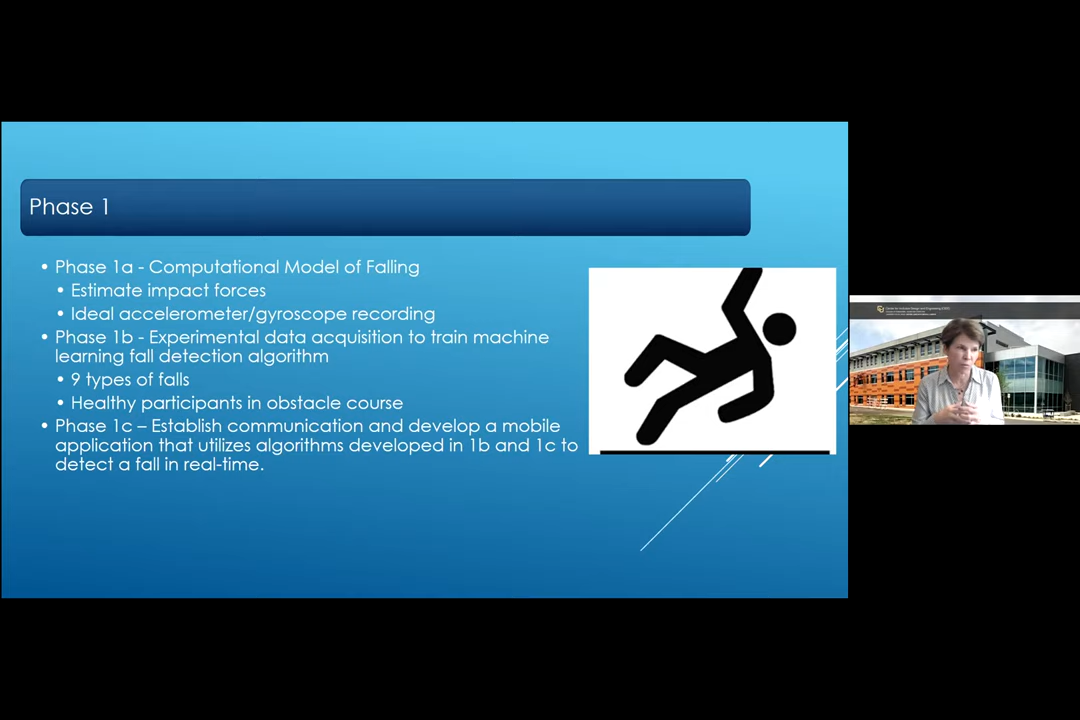 Phase 1
• Phase 1a - Computational Model of Falling
• Estimate impact forces
• Ideal accelerometer/gyroscope recording
• Phase 1b - Experimental data acquisition to train machine
learning fall detection algorithm
• 9 types of falls
• Healthy participants in obstacle course
• Phase 1c – Establish communication and develop a mobile
application that utilizes algorithms developed in 1b and 1c to
detect a fall in real-time.